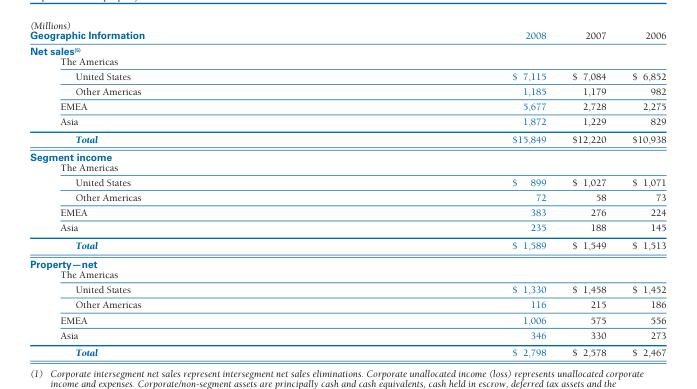 (Millions)
Geographic Information 2008 2007 2006
Net sales(6)
The Americas
United States $ 7,115 $ 7,084 $ 6,852
Other Americas 1,185 1,179 982
EMEA 5,677 2,728 2,275
Asia 1,872 1,229 829
Total $15,849 $12,220 $10,938
Segment income
The Americas
United States $ 899 $ 1,027 $ 1,071
Other Americas 72 58 73
EMEA 383 276 224
Asia 235 188 145
Total $ 1,589 $ 1,549 $ 1,513
Property—net
The Americas
United States $ 1,330 $ 1,458 $ 1,452
Other Americas 116 215 186
EMEA 1,006 575 556
Asia 346 330 273
Total $ 2,798 $ 2,578 $ 2,467
(1) Corporate intersegment net sales represent intersegment net sales eliminations. Corporate unallocated income (loss) represents unallocated corporate
income and expenses. Corporate/non-segment assets are principally cash and cash equivalents, cash held in escrow, deferred tax assets and the